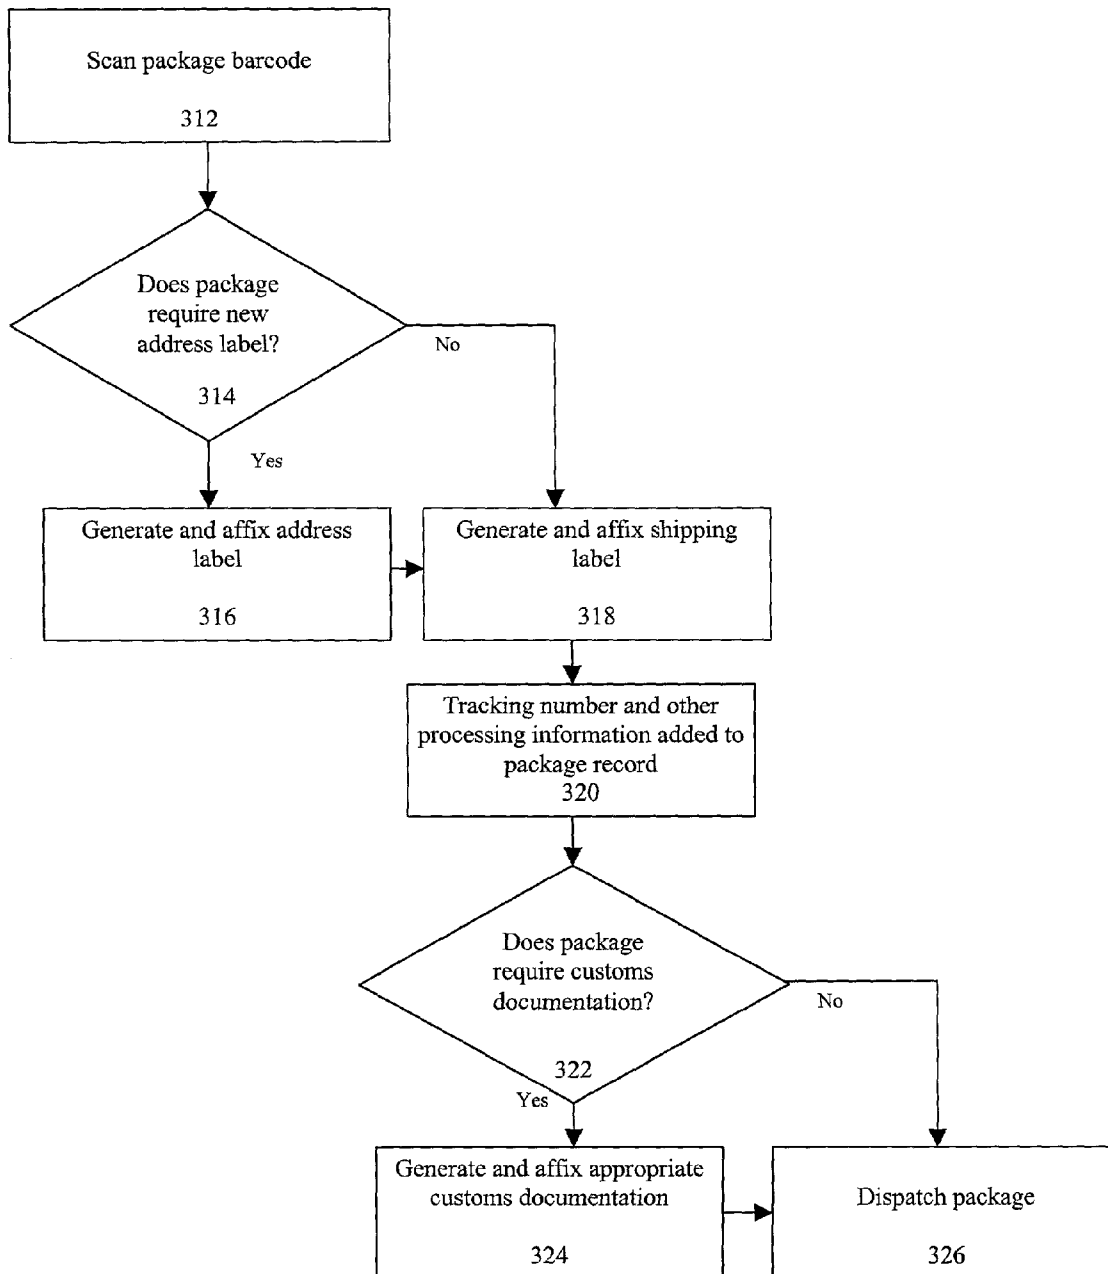 Scan package barcode
312
Does package
require new
address label?
314
No
Yes
Generate and affix address
label
316
Generate and affix shipping
label
318
Tracking number and other
processing information added to
package record
320
Does package
require customs
documentation?
322
No
Yes
Generate and affix appropriate
customs documentation
324
Dispatch package
326